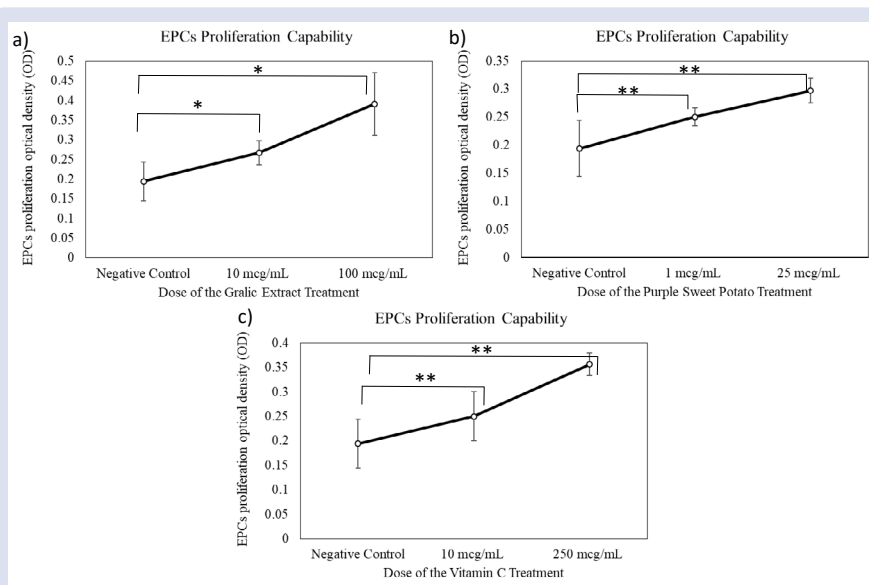 a)
EPCs Proliferation Capability
EPCs proliferation optical density (OD)
0.5
0.45
0.4
0.35
0.3
0.25
0.2
0.15
0.1
0.05
0
*
*
Negative Control 10 mcg/mL 100 mcg/mL
Dose of the Gralic Extract Treatment
b)
EPCs Proliferation Capability
EPCs proliferation optical density (OD)
0.35
0.3
0.25
0.2
0.15
0.1
0.05
0
**
**
Negative Control 1 mcg/mL 25 mcg/mL
Dose of the Purple Sweet Potato Treatment
c)
EPCs Proliferation Capability
EPCs proliferation optical density (OD)
0.4
0.35
0.3
0.25
0.2
0.15
0.1
0.05
0
**
**
Negative Control 10 mcg/mL 250 mcg/mL
Dose of the Vitamin C Treatment